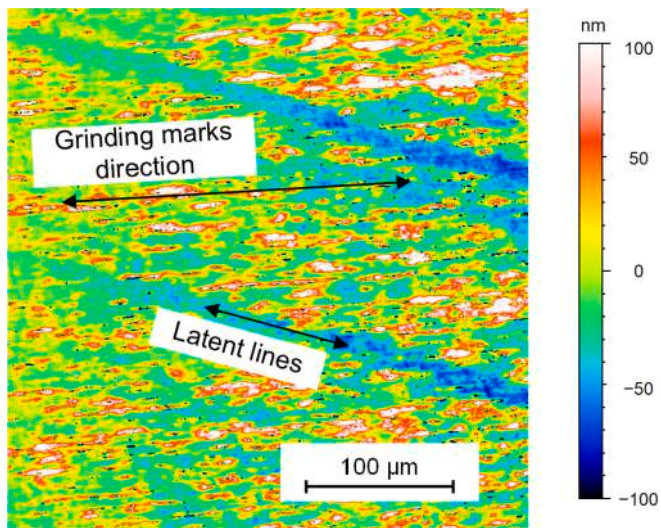 nm
100
50
0
−50
−100
Grinding marks
direction
Latent lines
100 µm